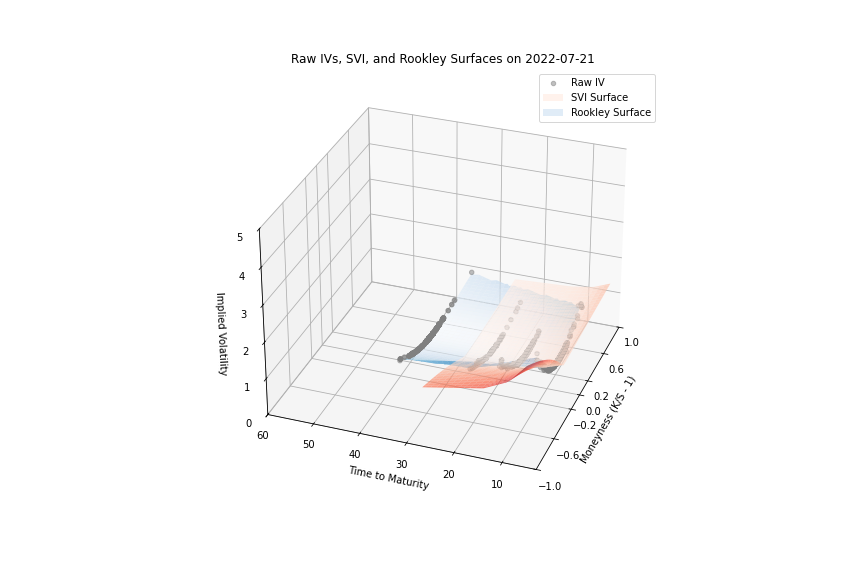 Raw IVs, SVI, and Rookley Surfaces on 2022-07-21
Raw IV
SVI Surface
Rookley Surface
5
4
3
2
1
0
Implied Volatility
60
50
40
30
20
10
Time to Maturity
1.0
0.6
0.2
0.0
−0.2
−0.6
−1.0
Moneyness (K/S - 1)